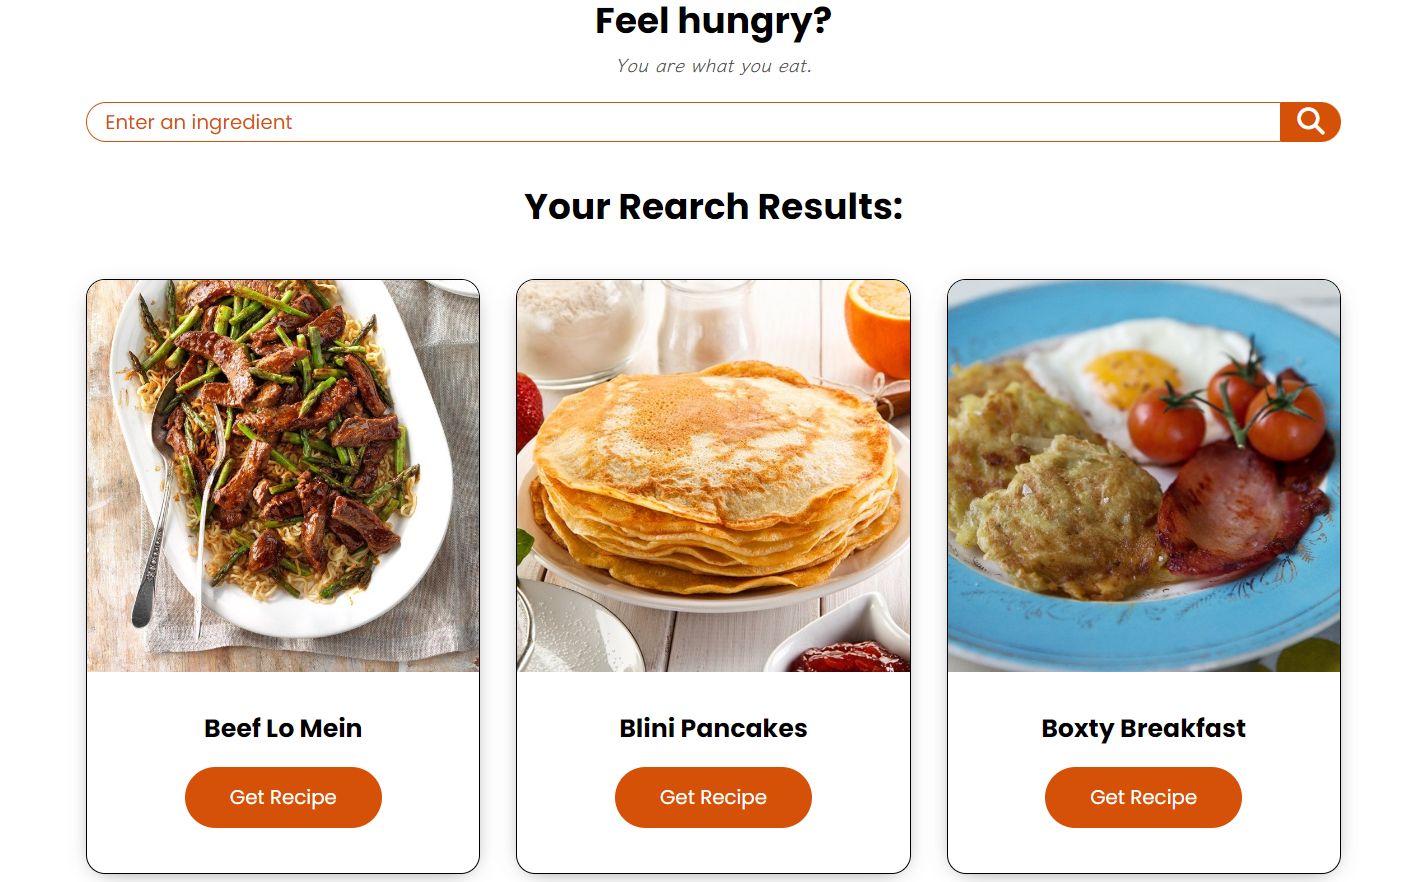 Feel hungry?
You are what you eat.
Enter an ingredient
Your Rearch Results:
Beef Lo Mein
Blini Pancakes
Boxty Breakfast
Get Recipe
Get Recipe
Get Recipe